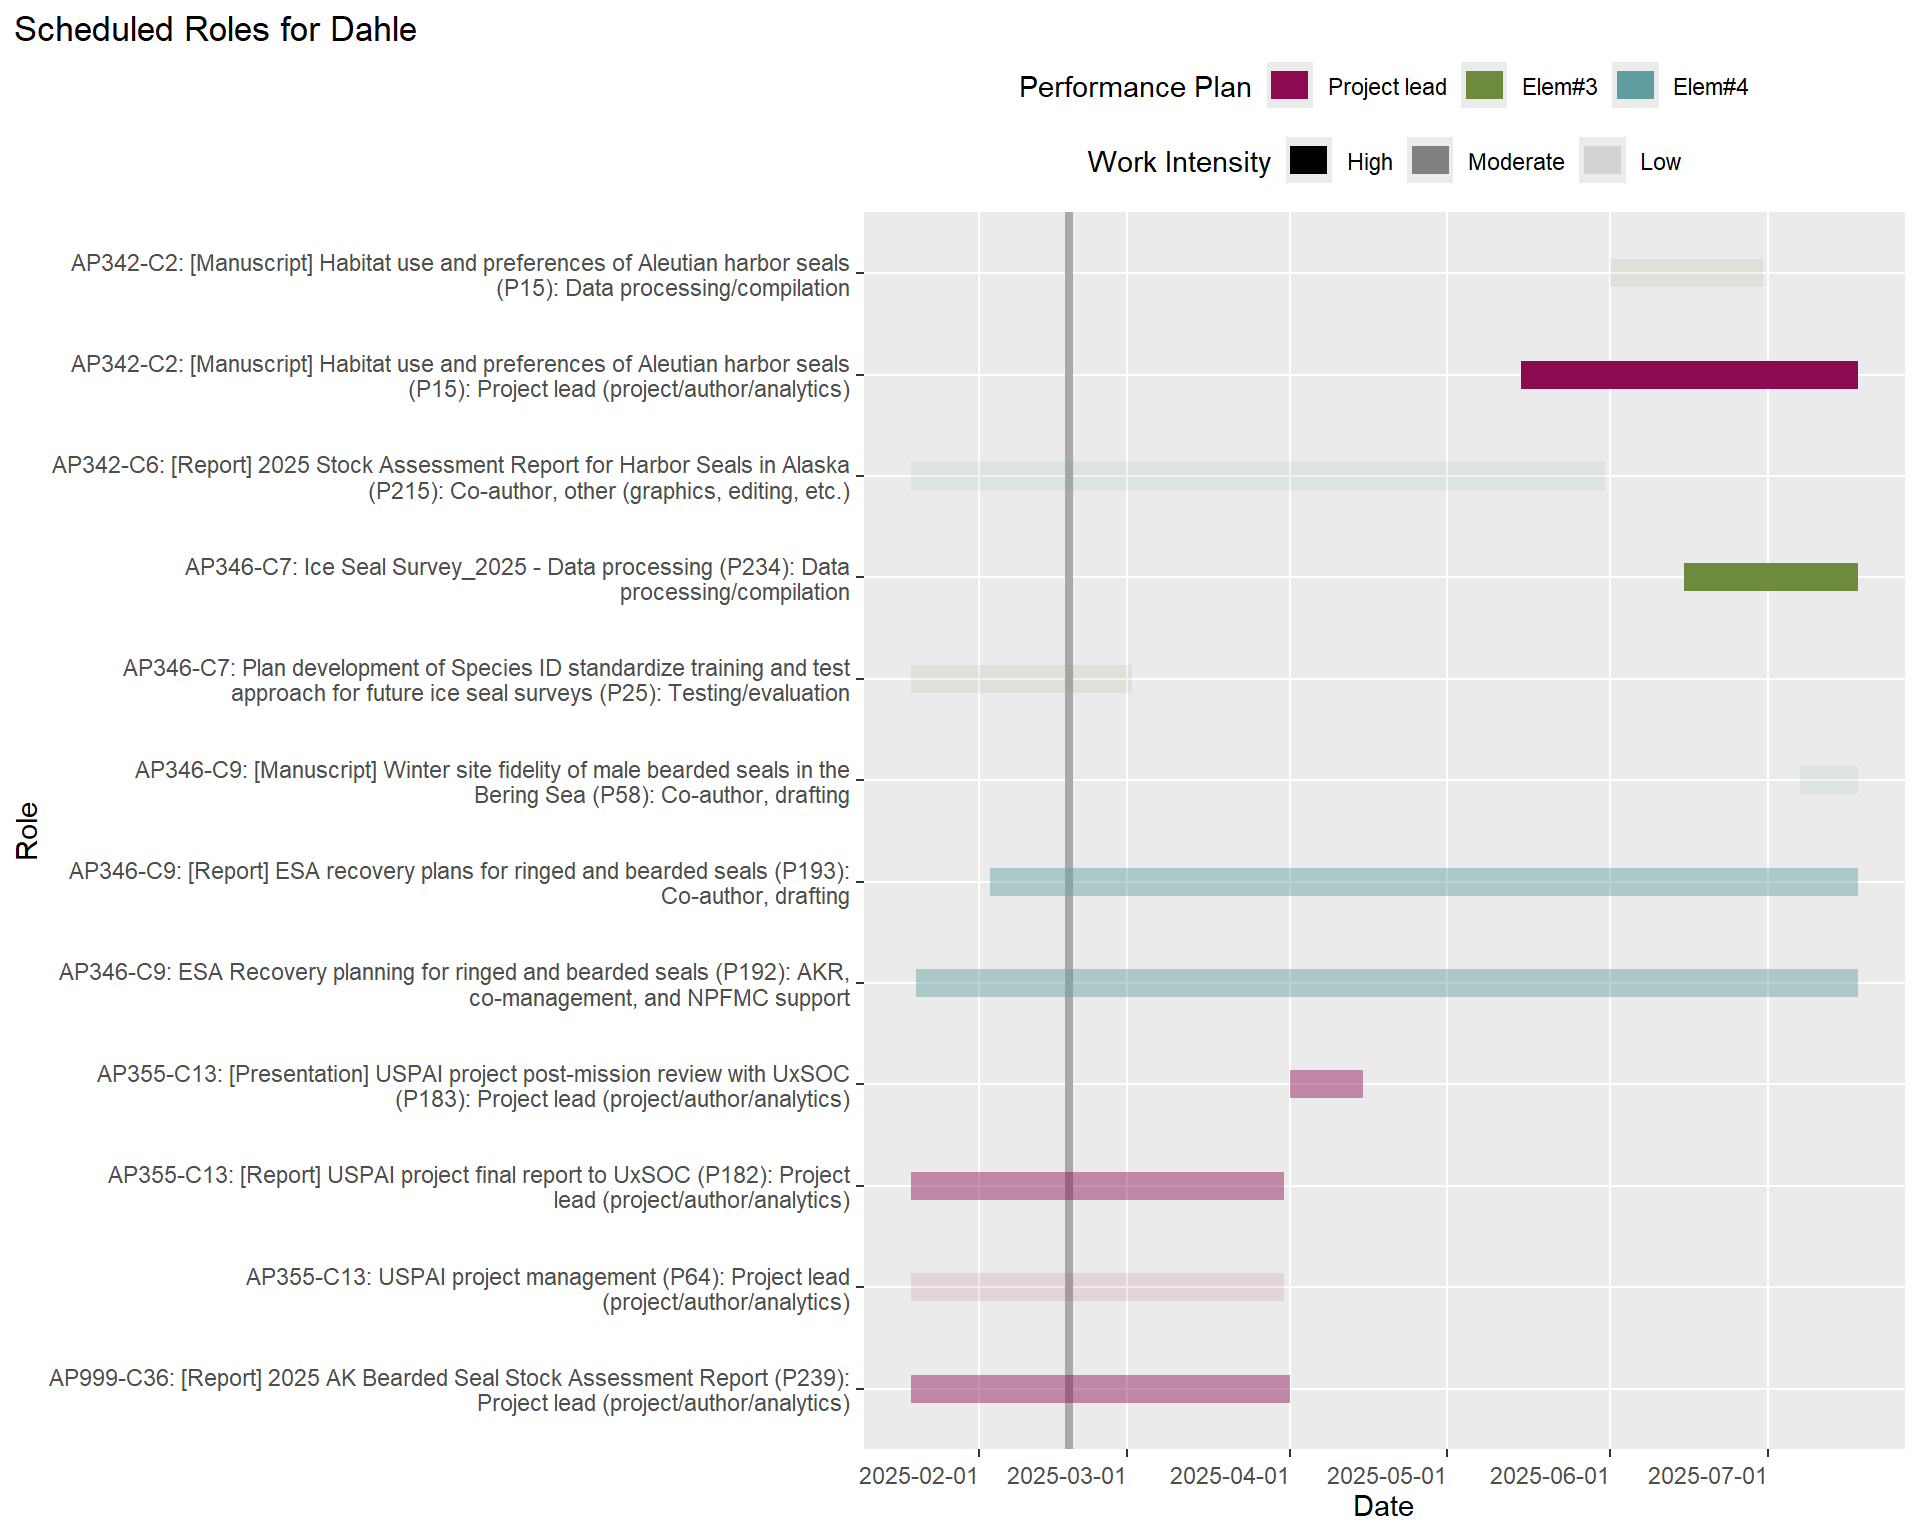 Scheduled Roles for Dahle
Performance Plan Project lead Elem#3 Elem#4
Work Intensity High Moderate Low
AP342-C2: [Manuscript] Habitat use and preferences of Aleutian harbor seals
(P15): Data processing/compilation
AP342-C2: [Manuscript] Habitat use and preferences of Aleutian harbor seals
(P15): Project lead (project/author/analytics)
AP342-C6: [Report] 2025 Stock Assessment Report for Harbor Seals in Alaska
(P215): Co-author, other (graphics, editing, etc.)
AP346-C7: Ice Seal Survey_2025 - Data processing (P234): Data
processing/compilation
AP346-C7: Plan development of Species ID standardize training and test
approach for future ice seal surveys (P25): Testing/evaluation
AP346-C9: [Manuscript] Winter site fidelity of male bearded seals in the
Bering Sea (P58): Co-author, drafting
AP346-C9: [Report] ESA recovery plans for ringed and bearded seals (P193):
Co-author, drafting
AP346-C9: ESA Recovery planning for ringed and bearded seals (P192): AKR,
co-management, and NPFMC support
AP355-C13: [Presentation] USPAI project post-mission review with UxSOC
(P183): Project lead (project/author/analytics)
AP355-C13: [Report] USPAI project final report to UxSOC (P182): Project
lead (project/author/analytics)
AP355-C13: USPAI project management (P64): Project lead
(project/author/analytics)
AP999-C36: [Report] 2025 AK Bearded Seal Stock Assessment Report (P239):
Project lead (project/author/analytics)
Role
2025-02-01 2025-03-01 2025-04-01 2025-05-01 2025-06-01 2025-07-01
Date